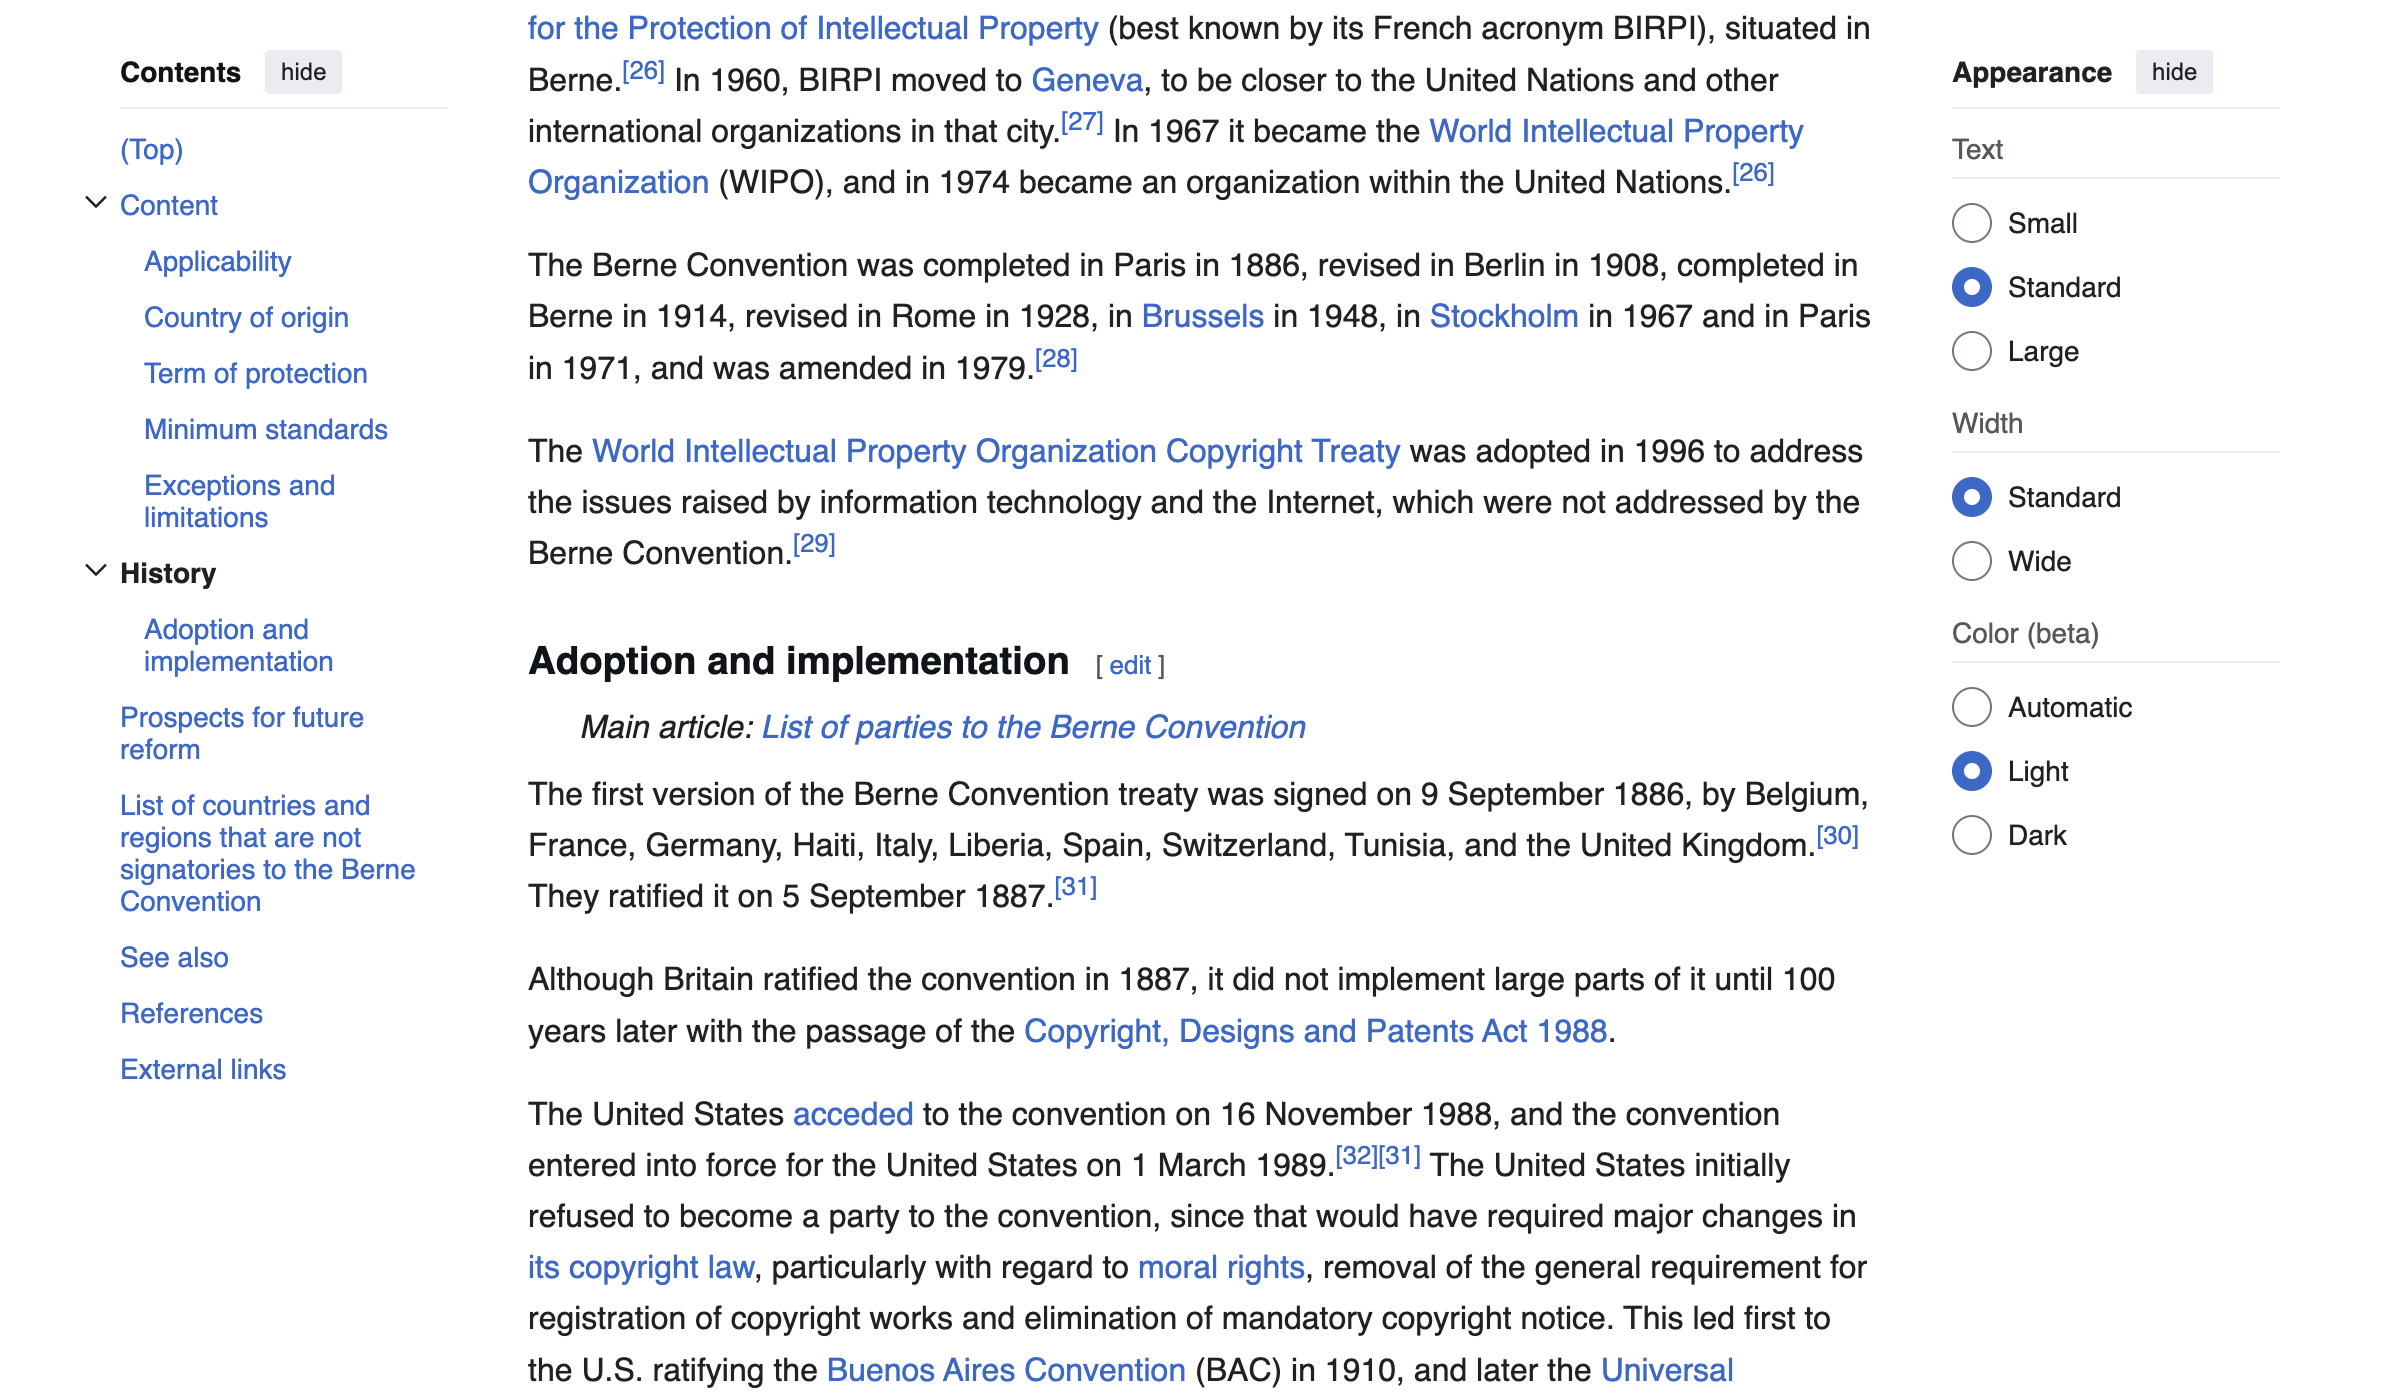 Contents hide
(Top)
Content
Applicability
Country of origin
Term of protection
Minimum standards
Exceptions and
limitations
History
Adoption and
implementation
Prospects for future
reform
List of countries and
regions that are not
signatories to the Berne
Convention
See also
References
External links
for the Protection of Intellectual Property (best known by its French acronym BIRPI), situated in
Berne.[26] In 1960, BIRPI moved to Geneva, to be closer to the United Nations and other
international organizations in that city.[27] In 1967 it became the World Intellectual Property
Organization (WIPO), and in 1974 became an organization within the United Nations.[26]
The Berne Convention was completed in Paris in 1886, revised in Berlin in 1908, completed in
Berne in 1914, revised in Rome in 1928, in Brussels in 1948, in Stockholm in 1967 and in Paris
in 1971, and was amended in 1979.[28]
The World Intellectual Property Organization Copyright Treaty was adopted in 1996 to address
the issues raised by information technology and the Internet, which were not addressed by the
Berne Convention.[29]
Adoption and implementation [ edit ]
Main article: List of parties to the Berne Convention
The first version of the Berne Convention treaty was signed on 9 September 1886, by Belgium,
France, Germany, Haiti, Italy, Liberia, Spain, Switzerland, Tunisia, and the United Kingdom.[30]
They ratified it on 5 September 1887.[31]
Although Britain ratified the convention in 1887, it did not implement large parts of it until 100
years later with the passage of the Copyright, Designs and Patents Act 1988.
The United States acceded to the convention on 16 November 1988, and the convention
entered into force for the United States on 1 March 1989.[32][31] The United States initially
refused to become a party to the convention, since that would have required major changes in
its copyright law, particularly with regard to moral rights, removal of the general requirement for
registration of copyright works and elimination of mandatory copyright notice. This led first to
the U.S. ratifying the Buenos Aires Convention (BAC) in 1910, and later the Universal
Appearance hide
Text
Small
Standard
Large
Width
Standard
Wide
Color (beta)
Automatic
Light
Dark